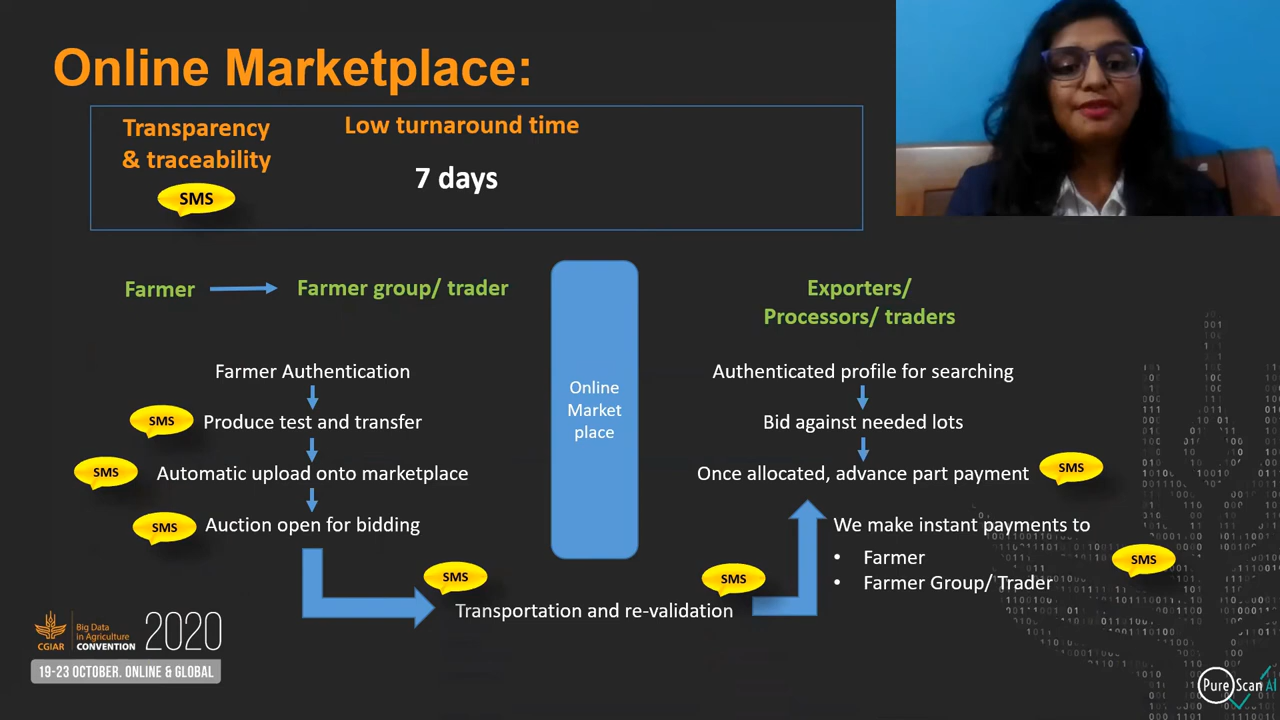 Online Marketplace:
Transparency
& traceability
SMS
Low turnaround time
7 days
Farmer
Farmer group/ trader
Farmer Authentication
SMS
Produce test and transfer
SMS
Automatic upload onto marketplace
SMS
Auction open for bidding
Online
Market
place
Exporters/
Processors/ traders
Authenticated profile for searching
Bid against needed lots
Once allocated, advance part payment
SMS
We make instant payments to
• Farmer
• Farmer Group/ Trader
SMS
SMS
SMS
Transportation and re-validation
CGIAR
Big Data
in Agriculture
CONVENTION
2020
19-23 OCTOBER. ONLINE & GLOBAL
PureScan AI